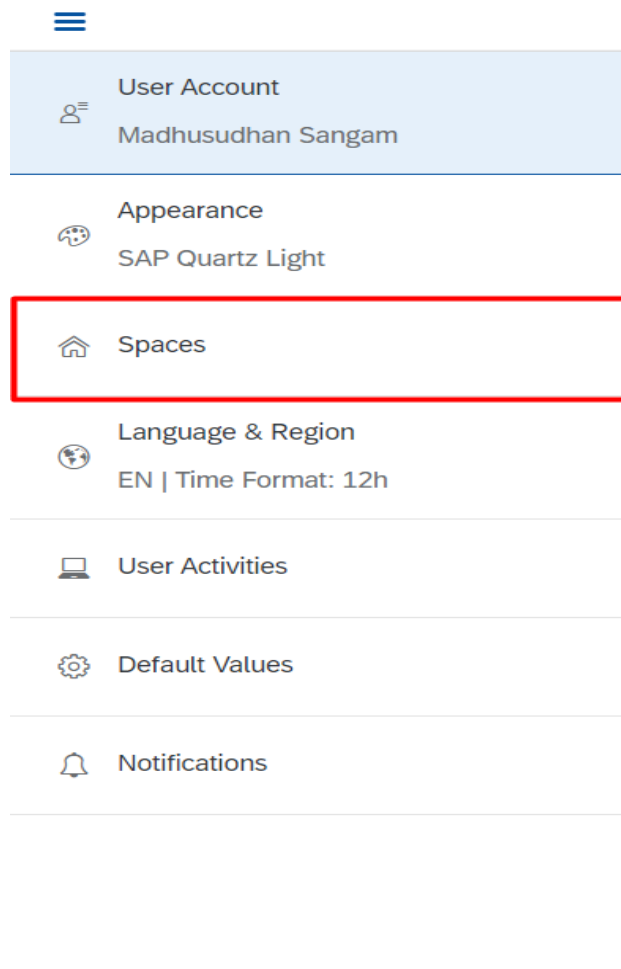 User Account
Madhusudhan Sangam
Appearance
SAP Quartz Light
Spaces
Language & Region
EN | Time Format: 12h
User Activities
Default Values
Notifications